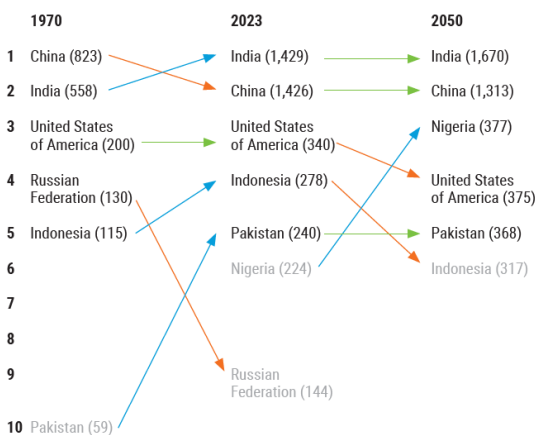 1970 2023 2050
1 China (823) India (1,429) India (1,670)
2 India (558) China (1,426) China (1,313)
3 United States of America (200) United States of America (340) Nigeria (377)
4 Russian Federation (130) Indonesia (278) United States of America (375)
5 Indonesia (115) Pakistan (240) Pakistan (368)
6 Nigeria (224) Indonesia (317)
7
8
9 Russian Federation (144)
10 Pakistan (59)